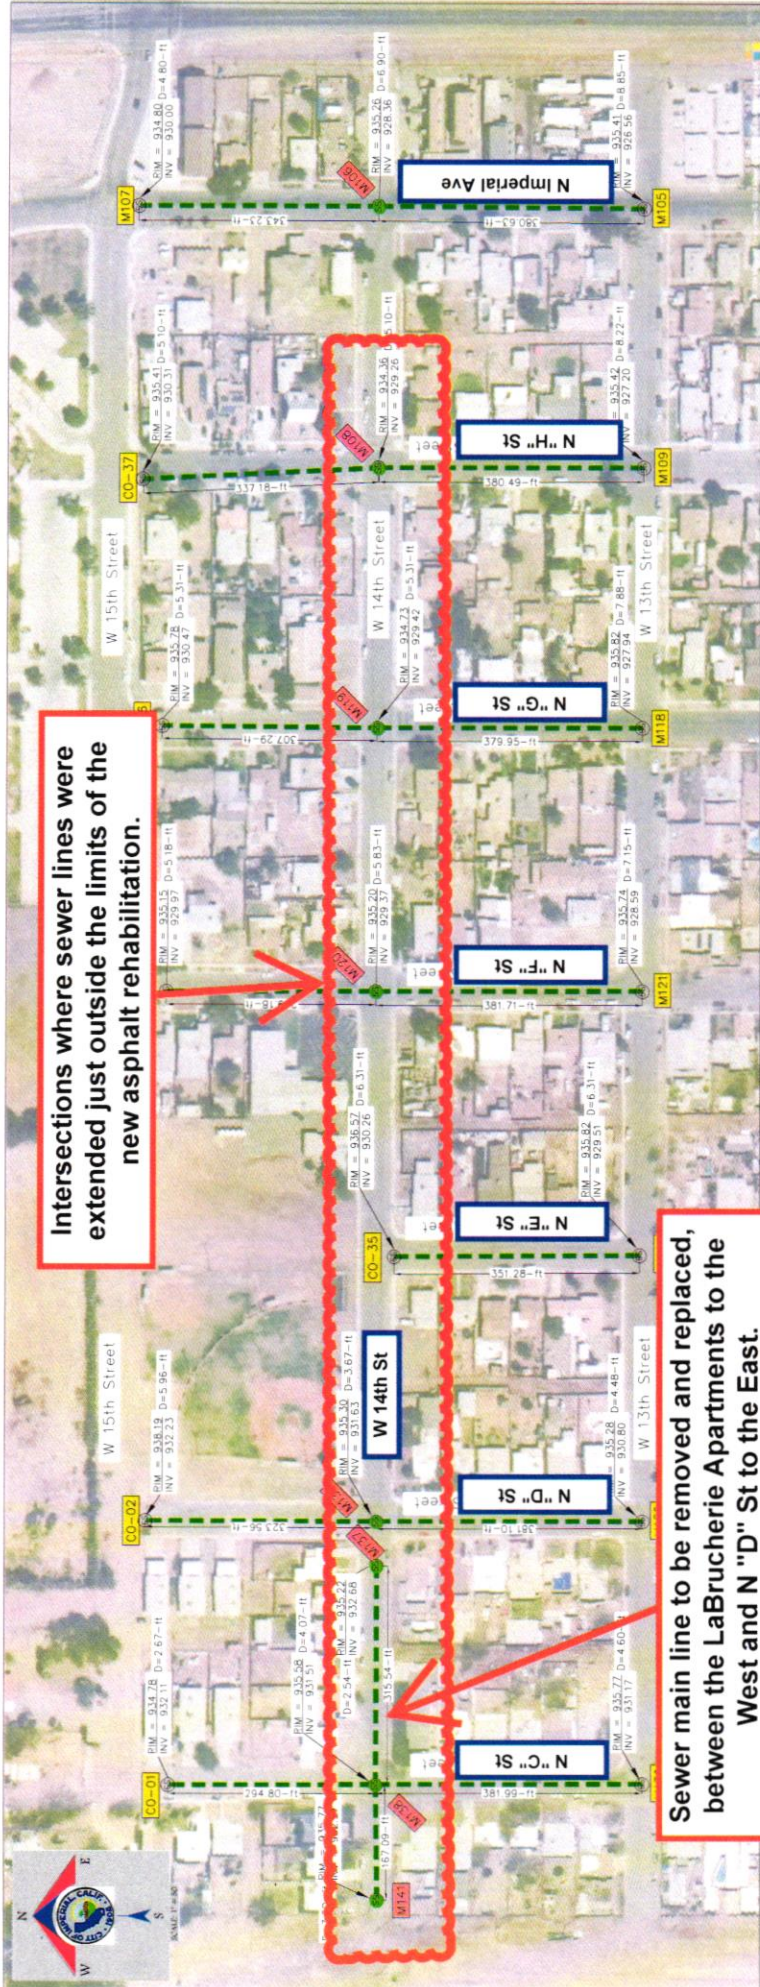 Intersections where sewer lines were
extended just outside the limits of the
new asphalt rehabilitation.
Sewer main line to be removed and replaced,
between the LaBrucherie Apartments to the
West and N "D" St to the East.
N
W
E
S
CITY OF IMPERIAL, CALIF.
W 15th Street
W 15th Street
CO-01
RIM = 934.78
INV = 932.11
D=2.67-ft
CO-02
RIM = 938.19
INV = 932.23
D=5.96-ft
RIM = 935.15
INV = 929.97
D=5.18-ft
RIM = 935.78
INV = 930.47
D=5.31-ft
CO-37
RIM = 935.41
INV = 930.31
D=5.10-ft
M107
RIM = 934.80
INV = 930.00
D=4.80-ft
294.80-ft
323.56-ft
307.29-ft
337.18-ft
343.23-ft
M141
167.09-ft
M138
RIM = 935.58
INV = 931.51
D=4.07-ft
315.54-ft
M137
RIM = 935.22
INV = 932.68
D=2.54-ft
RIM = 935.30
INV = 931.63
D=3.67-ft
W 14th St
CO-35
RIM = 936.57
INV = 930.26
D=6.31-ft
M120
RIM = 935.20
INV = 929.37
D=5.83-ft
M119
RIM = 934.73
INV = 929.42
D=5.31-ft
W 14th Street
M108
RIM = 934.36
INV = 929.26
D=5.10-ft
M106
RIM = 935.26
INV = 928.36
D=6.90-ft
N "C" St
N "D" St
N "E" St
N "F" St
N "G" St
N "H" St
N Imperial Ave
381.99-ft
381.10-ft
351.28-ft
381.71-ft
379.95-ft
380.49-ft
380.63-ft
RIM = 935.77
INV = 931.17
D=4.60-ft
RIM = 935.28
INV = 930.80
D=4.48-ft
W 13th Street
RIM = 935.82
INV = 929.51
D=6.31-ft
M121
RIM = 935.74
INV = 928.59
D=7.15-ft
M118
RIM = 935.82
INV = 927.94
D=7.88-ft
W 13th Street
M109
RIM = 935.42
INV = 927.20
D=8.22-ft
M105
RIM = 935.41
INV = 926.56
D=8.85-ft